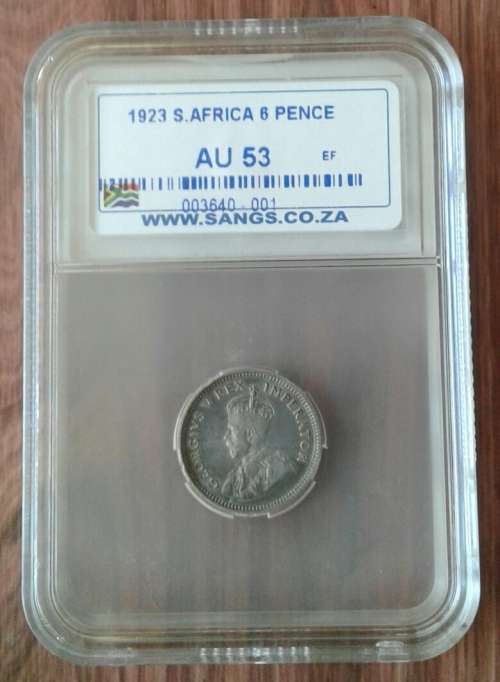 1923 S.AFRICA 6 PENCE
AU 53 EF
003640 001
WWW.SANGS.CO.ZA
GEORGIVS V REX IMPERATOR